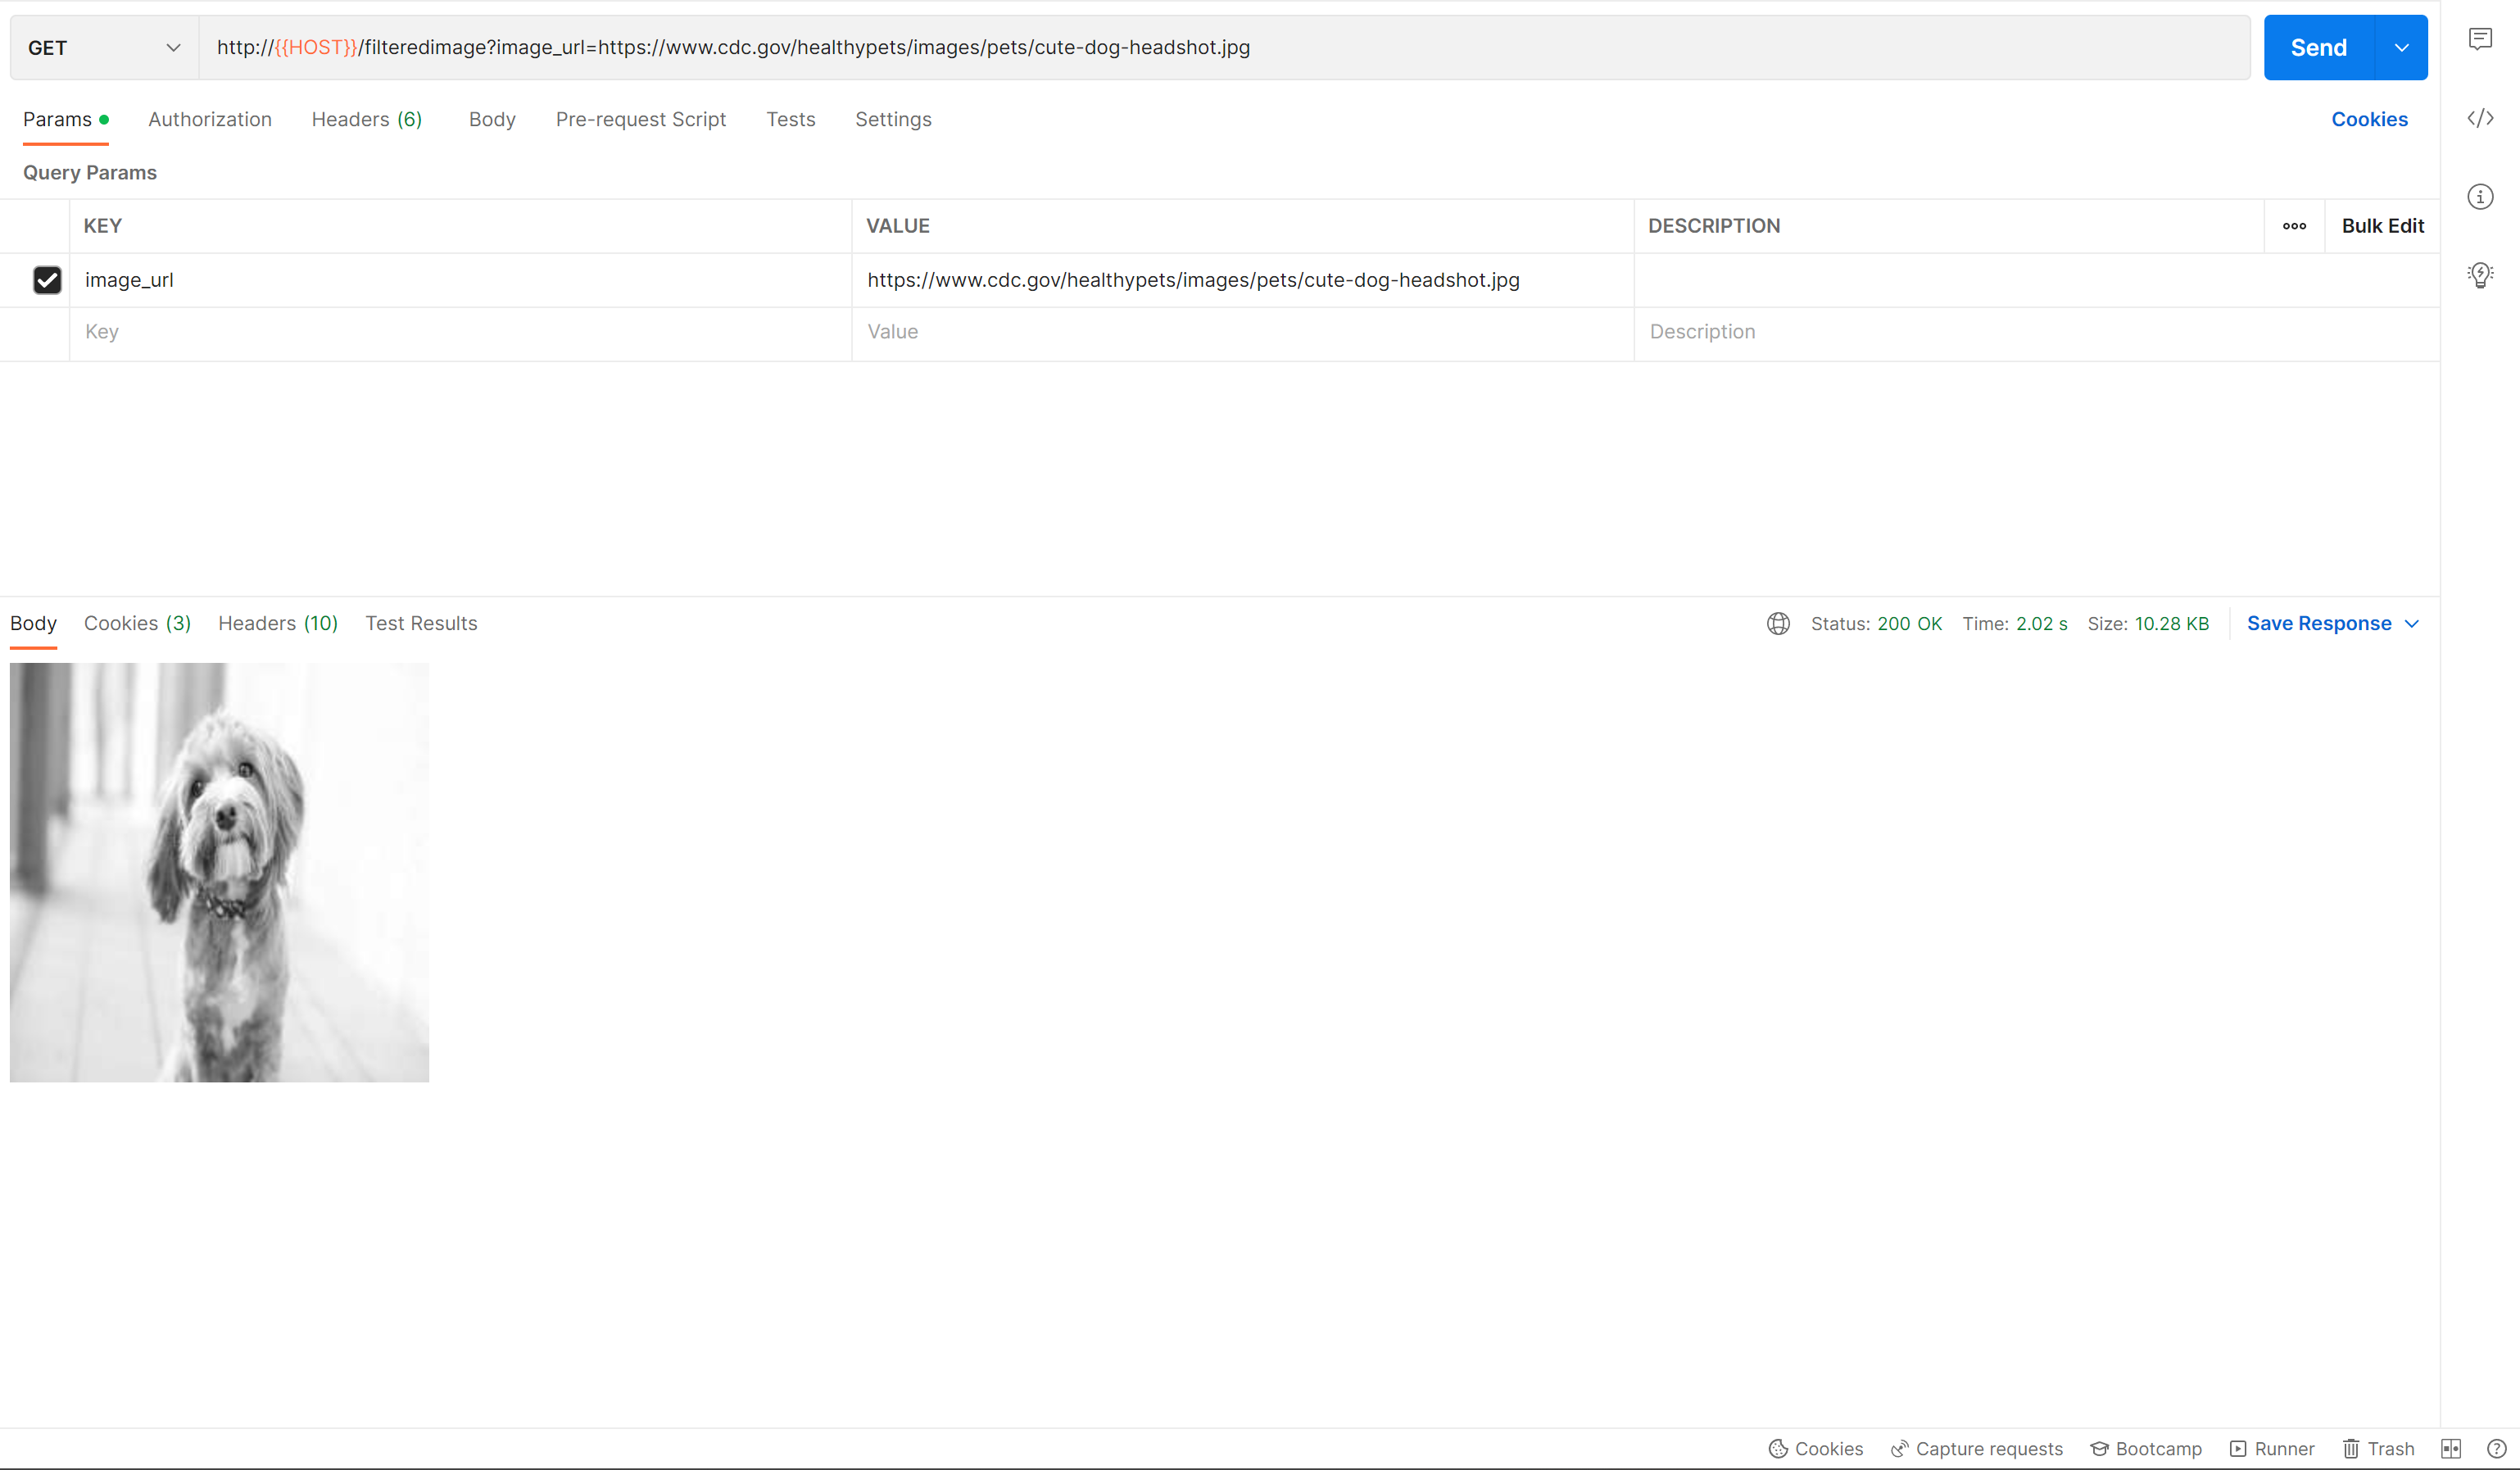 GET http://{{HOST}}/filteredimage?image_url=https://www.cdc.gov/healthypets/images/pets/cute-dog-headshot.jpg Send
Params Authorization Headers (6) Body Pre-request Script Tests Settings Cookies
Query Params
KEY VALUE DESCRIPTION Bulk Edit
image_url https://www.cdc.gov/healthypets/images/pets/cute-dog-headshot.jpg
Key Value Description
Body Cookies (3) Headers (10) Test Results Status: 200 OK Time: 2.02 s Size: 10.28 KB Save Response
Cookies Capture requests Bootcamp Runner Trash